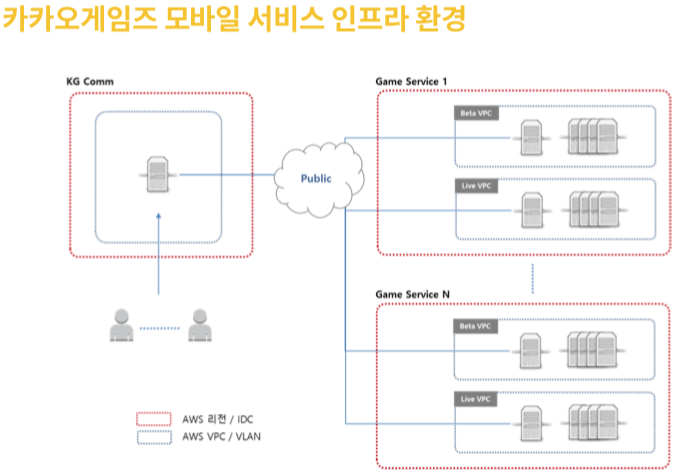 카카오게임즈 모바일 서비스 인프라 환경
KG Comm
Game Service 1
Beta VPC
Public
Live VPC
Game Service N
Beta VPC
Live VPC
AWS 리전 / IDC
AWS VPC / VLAN